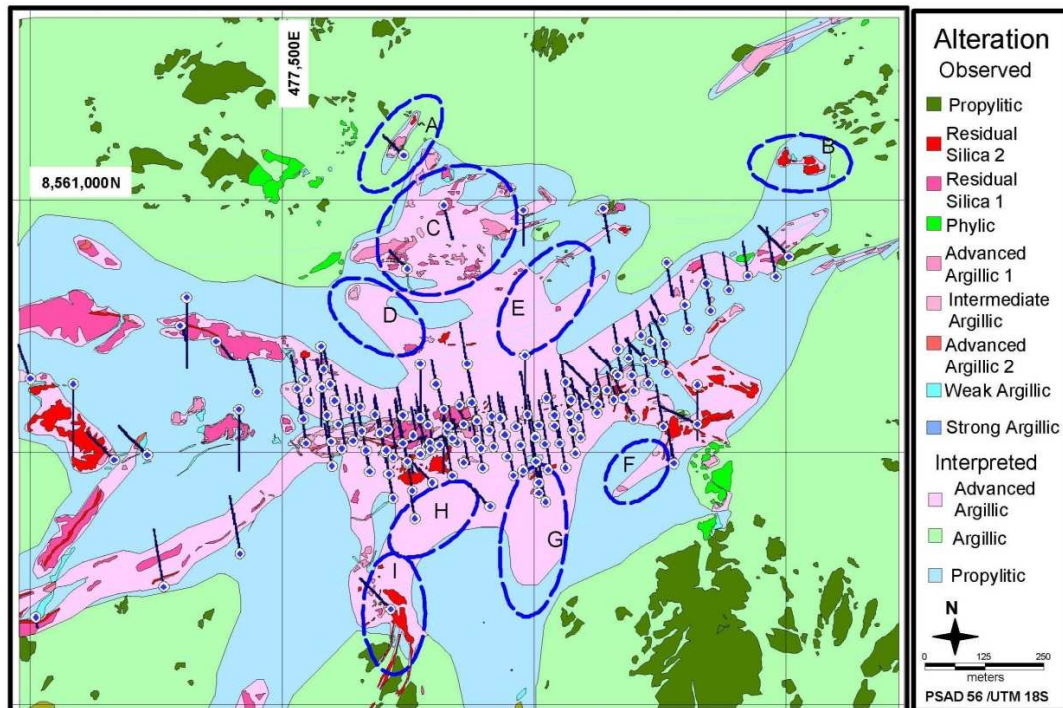 477,500E
8,561,000N
A
B
C
D
E
F
G
H
I
Alteration
Observed
Propylitic
Residual
Silica 2
Residual
Silica 1
Phylic
Advanced
Argillic 1
Intermediate
Argillic
Advanced
Argillic 2
Weak Argillic
Strong Argillic
Interpreted
Advanced
Argillic
Argillic
Propylitic
N
0 125 250
meters
PSAD 56 /UTM 18S